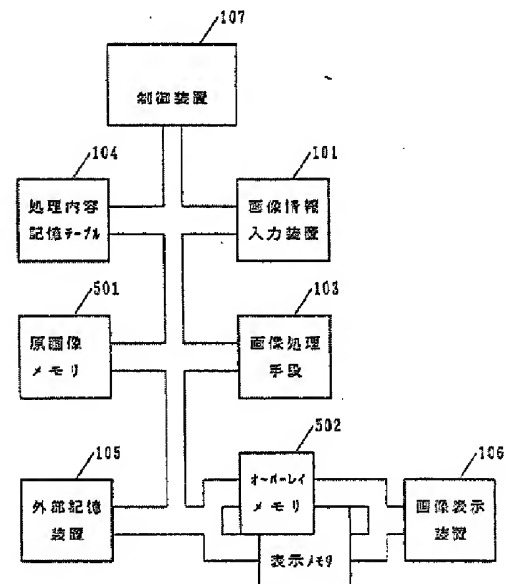 107
制御装置
104
処理内容
記憶テーブル
101
画像情報
入力装置
501
原画像
メモリ
103
画像処理
手段
105
外部記憶
装置
502
オーバーレイ
メモリ
表示メモリ
106
画像表示
装置